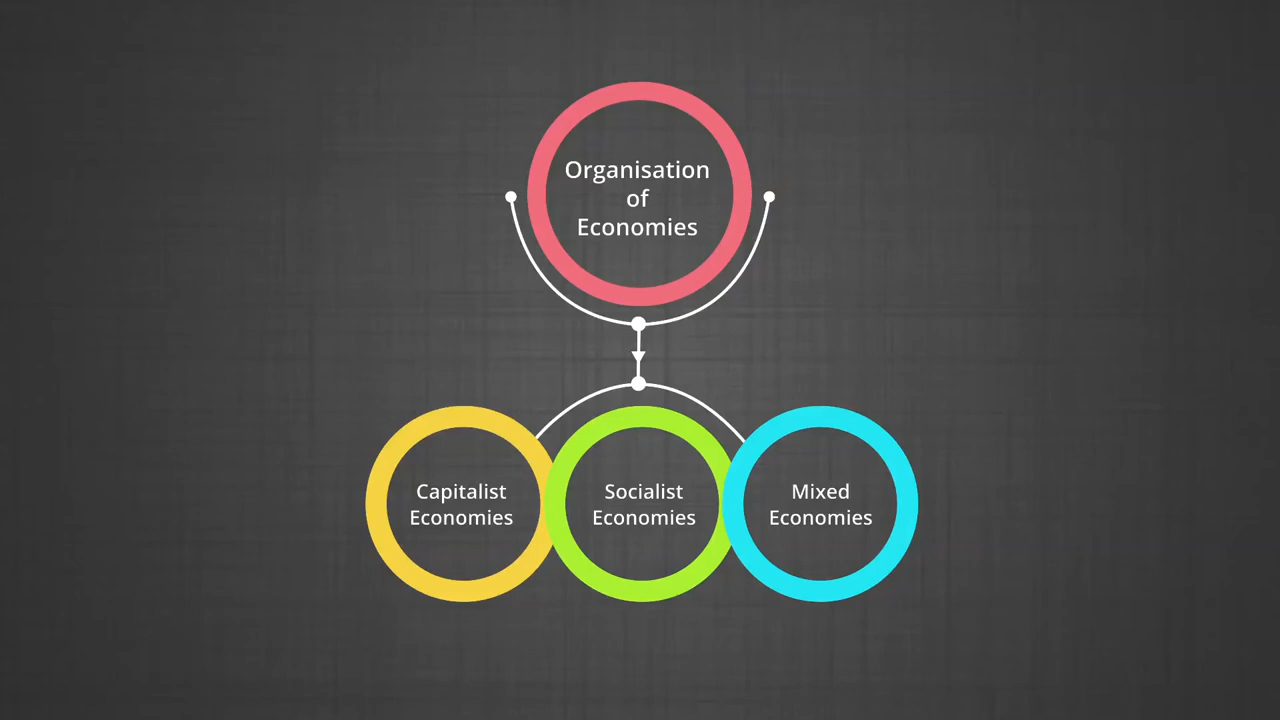 Organisation
of
Economies
Capitalist
Economies
Socialist
Economies
Mixed
Economies